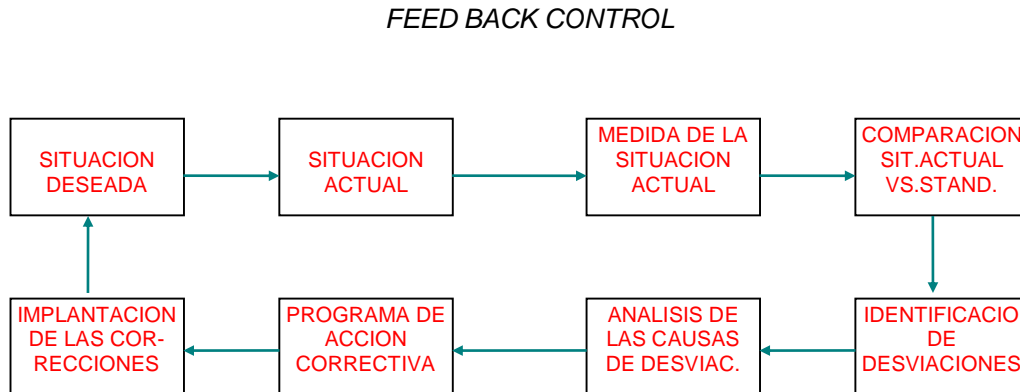 FEED BACK CONTROL
SITUACION
DESEADA
SITUACION
ACTUAL
MEDIDA DE LA
SITUACION
ACTUAL
COMPARACION
SIT.ACTUAL
VS.STAND.
IMPLANTACION
DE LAS COR-
RECCIONES
PROGRAMA DE
ACCION
CORRECTIVA
ANALISIS DE
LAS CAUSAS
DE DESVIAC.
IDENTIFICACIO
DE
DESVIACIONES